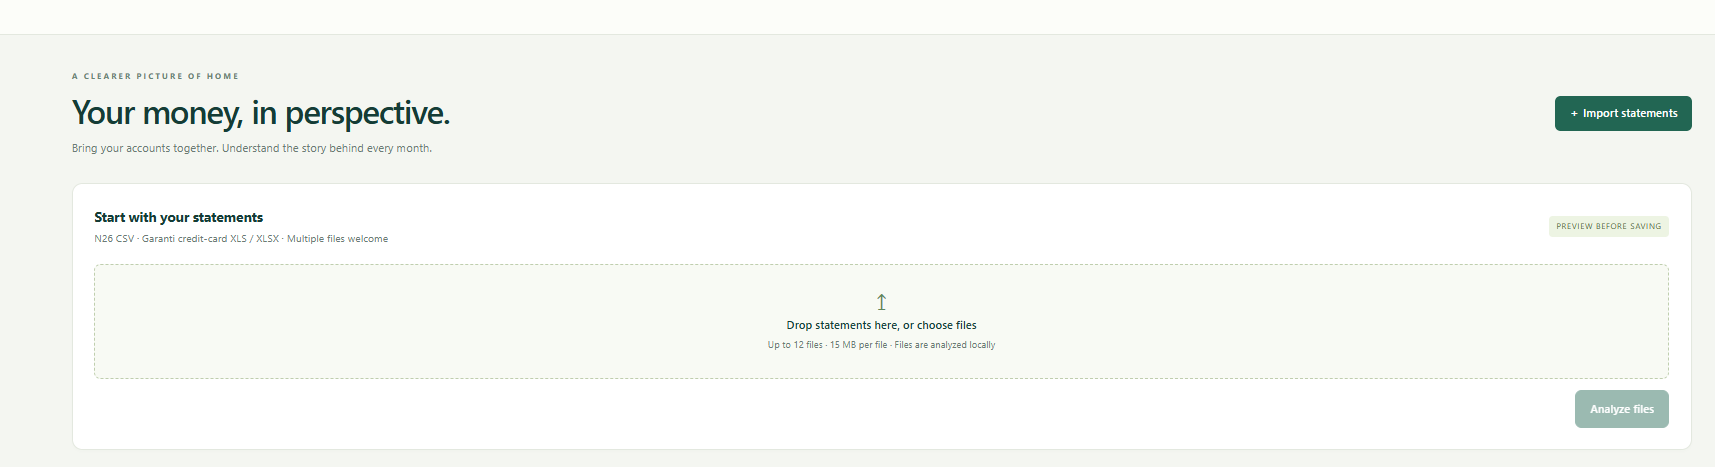 A CLEARER PICTURE OF HOME
Your money, in perspective.
Bring your accounts together. Understand the story behind every month.
+ Import statements
Start with your statements
N26 CSV · Garanti credit-card XLS / XLSX · Multiple files welcome
PREVIEW BEFORE SAVING
Drop statements here, or choose files
Up to 12 files · 15 MB per file · Files are analyzed locally
Analyze files